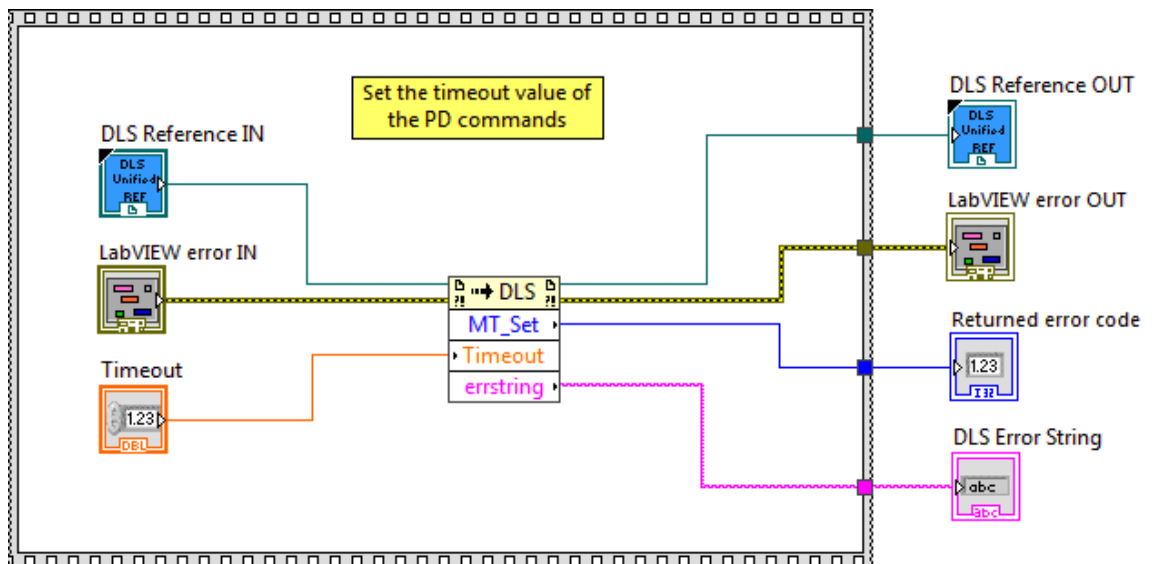 Set the timeout value of
the PD commands
DLS Reference IN
DLS
Unified
REF
LabVIEW error IN
?!
DLS
?!
MT_Set
Timeout
errstring
Timeout
1.23
DBL
DLS Reference OUT
DLS
Unified
REF
LabVIEW error OUT
Returned error code
1.23
I32
DLS Error String
abc
abc